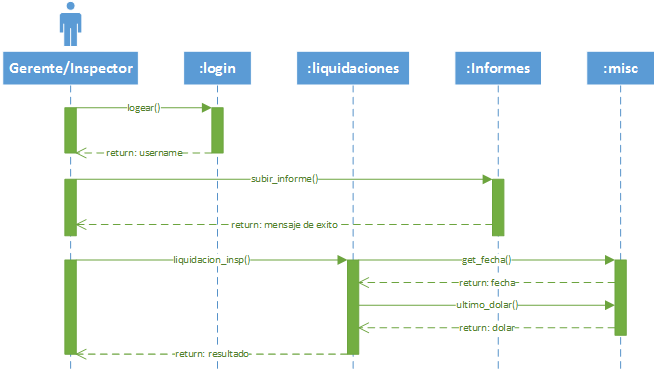 Gerente/Inspector
:login
:liquidaciones
:Informes
:misc
logear()
return: username
subir_informe()
return: mensaje de exito
liquidacion_insp()
get_fecha()
return: fecha
ultimo_dolar()
return: dolar
return: resultado